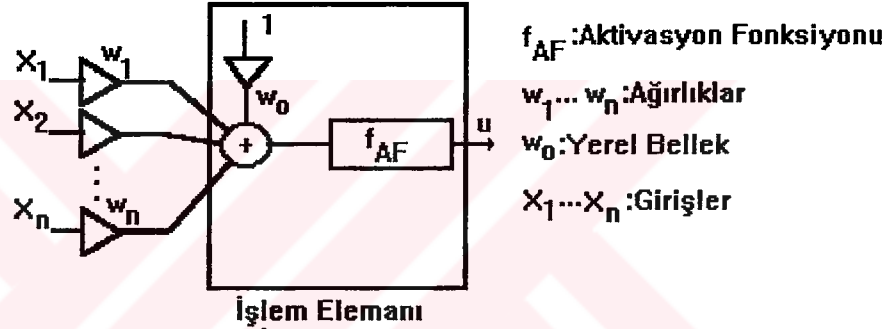 1
X1 w1
w0
X2
+ fAF u
Xn wn
İşlem Elemanı
fAF:Aktivasyon Fonksiyonu
w1... wn:Ağırlıklar
w0:Yerel Bellek
X1...Xn:Girişler